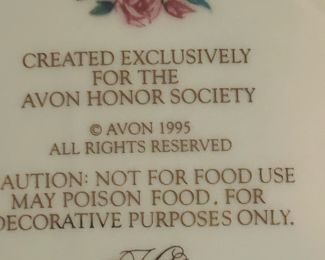 CREATED EXCLUSIVELY
FOR THE
AVON HONOR SOCIETY
© AVON 1995
ALL RIGHTS RESERVED
AUTION: NOT FOR FOOD USE
MAY POISON FOOD. FOR
DECORATIVE PURPOSES ONLY.